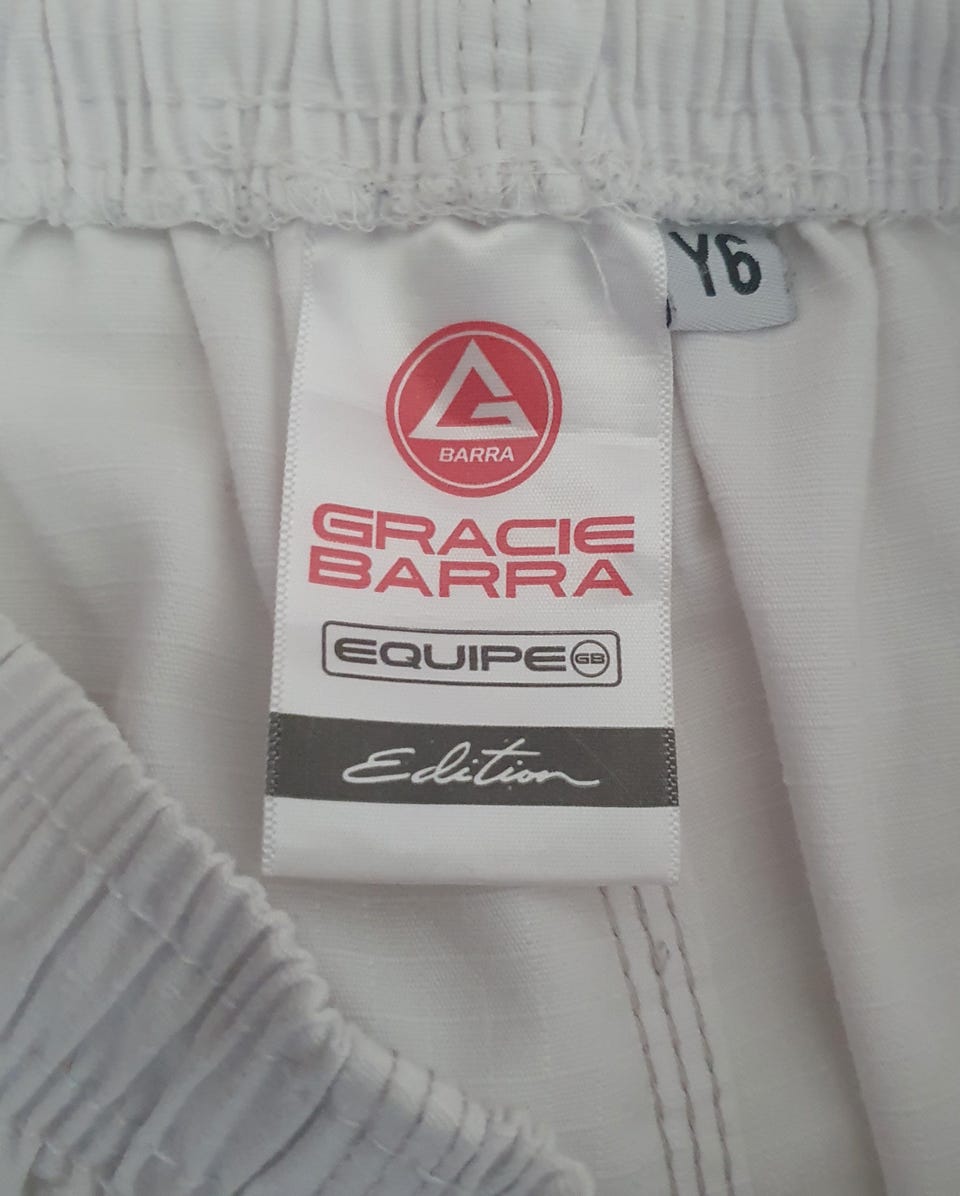 Y6
G
BARRA
GRACIE
BARRA
EQUIPE GB
Edition